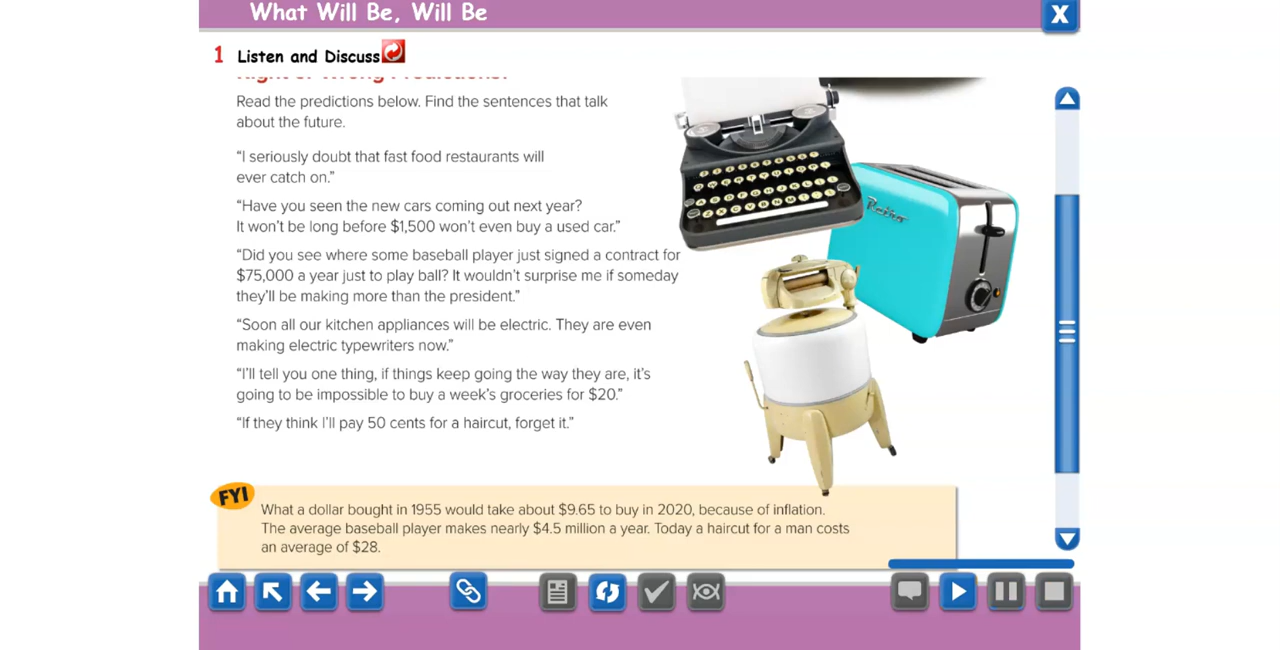 What Will Be, Will Be
X
1 Listen and Discuss
Right or Wrong Predictions?
Read the predictions below. Find the sentences that talk
about the future.
“I seriously doubt that fast food restaurants will
ever catch on.”
“Have you seen the new cars coming out next year?
It won’t be long before $1,500 won’t even buy a used car.”
“Did you see where some baseball player just signed a contract for
$75,000 a year just to play ball? It wouldn’t surprise me if someday
they’ll be making more than the president.”
“Soon all our kitchen appliances will be electric. They are even
making electric typewriters now.”
“I’ll tell you one thing, if things keep going the way they are, it’s
going to be impossible to buy a week’s groceries for $20.”
“If they think I’ll pay 50 cents for a haircut, forget it.”
Retro
FYI
What a dollar bought in 1955 would take about $9.65 to buy in 2020, because of inflation.
The average baseball player makes nearly $4.5 million a year. Today a haircut for a man costs
an average of $28.